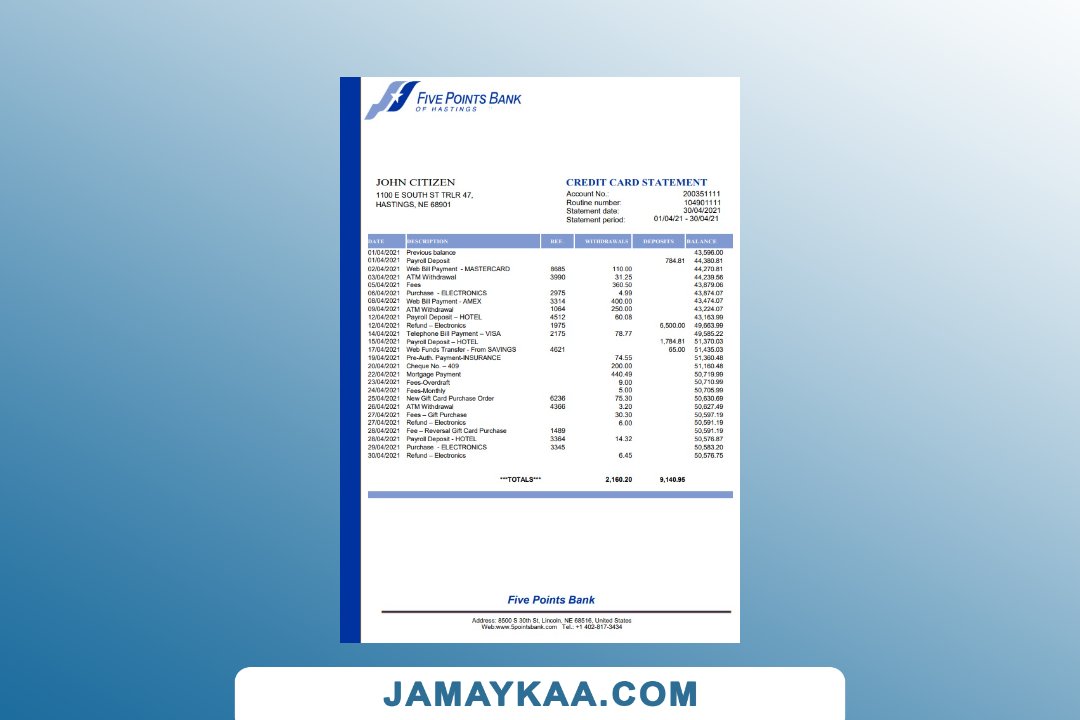 FIVE POINTS BANK
OF HASTINGS
JOHN CITIZEN
1100 E SOUTH ST TRLR 47,
HASTINGS, NE 68901
CREDIT CARD STATEMENT
Account No.: 200351111
Routine number: 104901111
Statement date: 30/04/2021
Statement period: 01/04/21 - 30/04/21
DATE DESCRIPTION REF. WITHDRAWALS DEPOSITS BALANCE
01/04/2021 Previous balance 43,596.00
01/04/2021 Payroll Deposit 784.81 44,380.81
02/04/2021 Web Bill Payment - MASTERCARD 8685 110.00 44,270.81
03/04/2021 ATM Withdrawal 3990 31.25 44,239.56
05/04/2021 Fees 360.50 43,879.06
06/04/2021 Purchase - ELECTRONICS 2975 4.99 43,874.07
08/04/2021 Web Bill Payment - AMEX 3314 400.00 43,474.07
09/04/2021 ATM Withdrawal 1064 250.00 43,224.07
12/04/2021 Payroll Deposit – HOTEL 4512 60.08 43,163.99
12/04/2021 Refund – Electronics 1975 6,500.00 49,663.99
14/04/2021 Telephone Bill Payment – VISA 2175 78.77 49,585.22
15/04/2021 Payroll Deposit – HOTEL 1,784.81 51,370.03
17/04/2021 Web Funds Transfer - From SAVINGS 4621 65.00 51,435.03
19/04/2021 Pre-Auth. Payment-INSURANCE 74.55 51,360.48
20/04/2021 Cheque No. – 409 200.00 51,160.48
22/04/2021 Mortgage Payment 440.49 50,719.99
23/04/2021 Fees-Overdraft 9.00 50,710.99
24/04/2021 Fees-Monthly 5.00 50,705.99
25/04/2021 New Gift Card Purchase Order 6236 75.30 50,630.69
26/04/2021 ATM Withdrawal 4366 3.20 50,627.49
27/04/2021 Fees – Gift Purchase 30.30 50,597.19
27/04/2021 Refund – Electronics 6.00 50,591.19
28/04/2021 Fee – Reversal Gift Card Purchase 1489 50,591.19
28/04/2021 Payroll Deposit - HOTEL 3364 14.32 50,576.87
29/04/2021 Purchase - ELECTRONICS 3345 50,583.20
30/04/2021 Refund – Electronics 6.45 50,576.75
***TOTALS*** 2,160.20 9,140.95
Five Points Bank
Address: 8500 S 30th St, Lincoln, NE 68516, United States
Web:www.5pointsbank.com Tel.: +1 402-817-3434
JAMAYKAA.COM